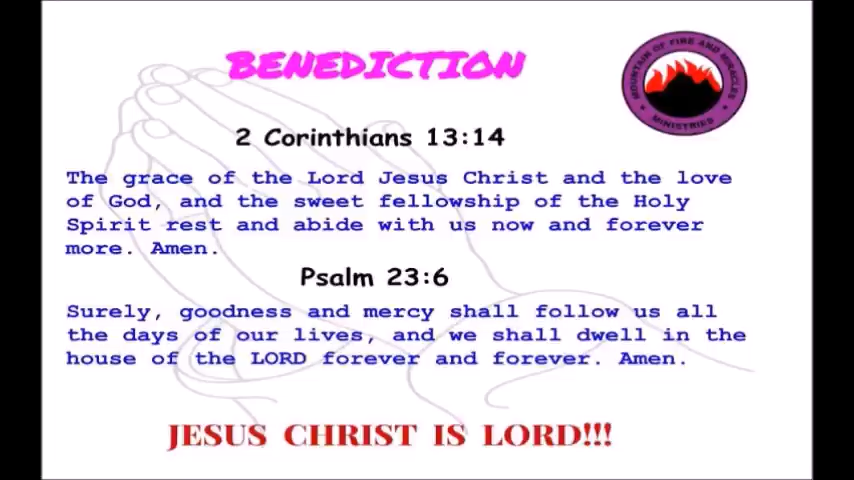 BENEDICTION
MOUNTAIN OF FIRE AND MIRACLES
MINISTRIES
2 Corinthians 13:14
The grace of the Lord Jesus Christ and the love
of God, and the sweet fellowship of the Holy
Spirit rest and abide with us now and forever
more. Amen.
Psalm 23:6
Surely, goodness and mercy shall follow us all
the days of our lives, and we shall dwell in the
house of the LORD forever and forever. Amen.
JESUS CHRIST IS LORD!!!